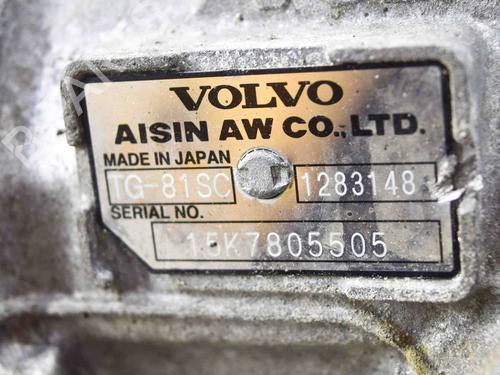 VOLVO
AISIN AW CO., LTD.
MADE IN JAPAN
TG-81SC 1283148
SERIAL NO.
15K7805505